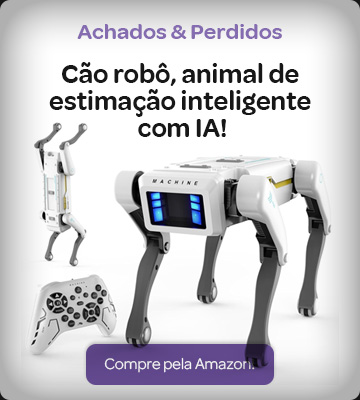 Achados & Perdidos
Cão robô, animal de
estimação inteligente
com IA!
MACHINE
Compre pela Amazon!